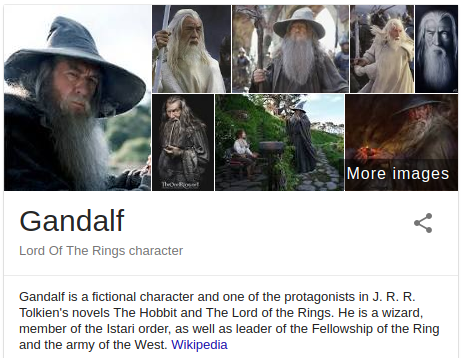 TheOneRing.net
More images
Gandalf
Lord Of The Rings character
Gandalf is a fictional character and one of the protagonists in J. R. R.
Tolkien's novels The Hobbit and The Lord of the Rings. He is a wizard,
member of the Istari order, as well as leader of the Fellowship of the Ring
and the army of the West. Wikipedia